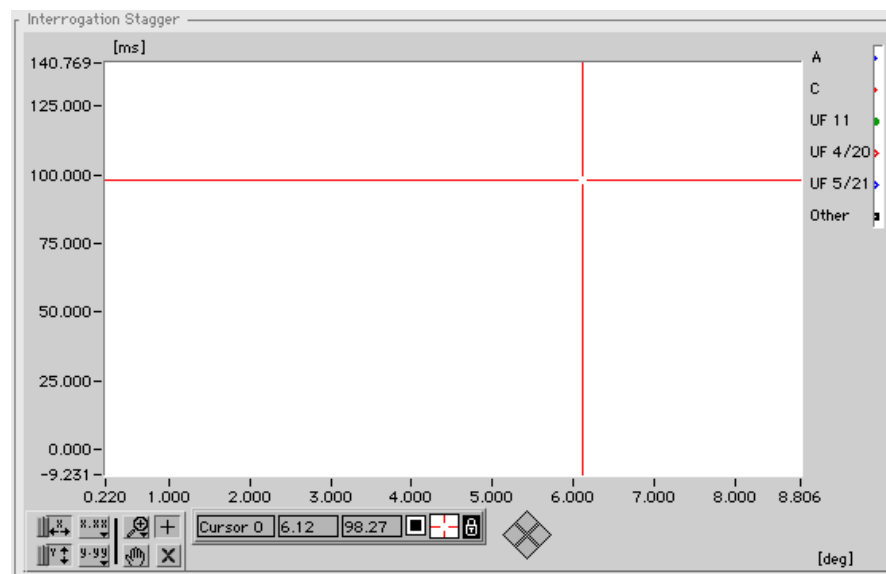 Interrogation Stagger
[ms]
140.769
125.000
100.000
75.000
50.000
25.000
0.000
-9.231
0.220 1.000 2.000 3.000 4.000 5.000 6.000 7.000 8.000 8.806
A
C
UF 11
UF 4/20
UF 5/21
Other
X x.xx +
Cursor 0 6.12 98.27
Y y.yy X
[deg]